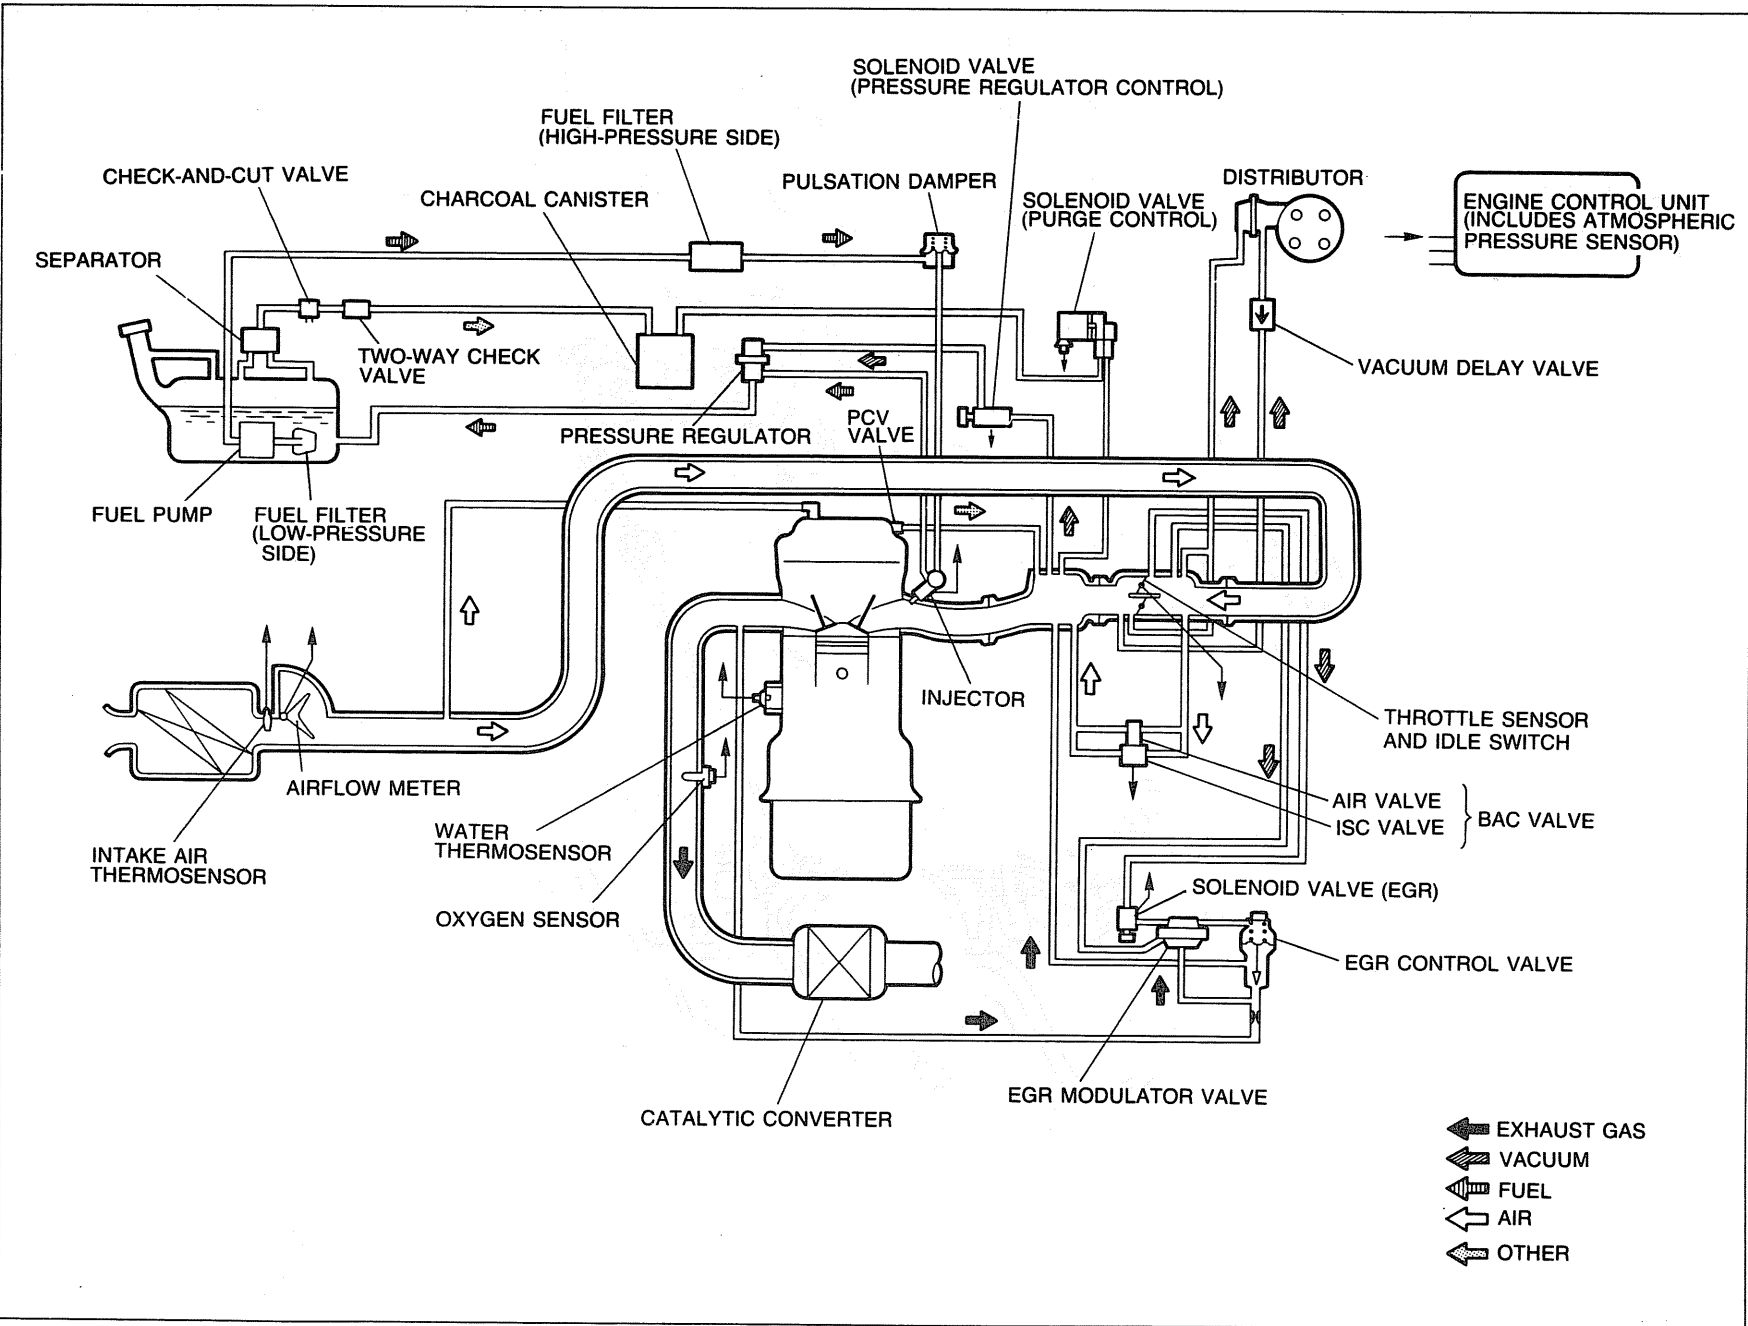 SOLENOID VALVE
(PRESSURE REGULATOR CONTROL)
FUEL FILTER
(HIGH-PRESSURE SIDE)
CHECK-AND-CUT VALVE
CHARCOAL CANISTER
PULSATION DAMPER
SOLENOID VALVE
(PURGE CONTROL)
DISTRIBUTOR
ENGINE CONTROL UNIT
(INCLUDES ATMOSPHERIC
PRESSURE SENSOR)
SEPARATOR
TWO-WAY CHECK
VALVE
VACUUM DELAY VALVE
PRESSURE REGULATOR
PCV
VALVE
FUEL PUMP
FUEL FILTER
(LOW-PRESSURE
SIDE)
INJECTOR
THROTTLE SENSOR
AND IDLE SWITCH
AIRFLOW METER
AIR VALVE
ISC VALVE
BAC VALVE
WATER
THERMOSENSOR
INTAKE AIR
THERMOSENSOR
OXYGEN SENSOR
SOLENOID VALVE (EGR)
EGR CONTROL VALVE
EGR MODULATOR VALVE
CATALYTIC CONVERTER
EXHAUST GAS
VACUUM
FUEL
AIR
OTHER